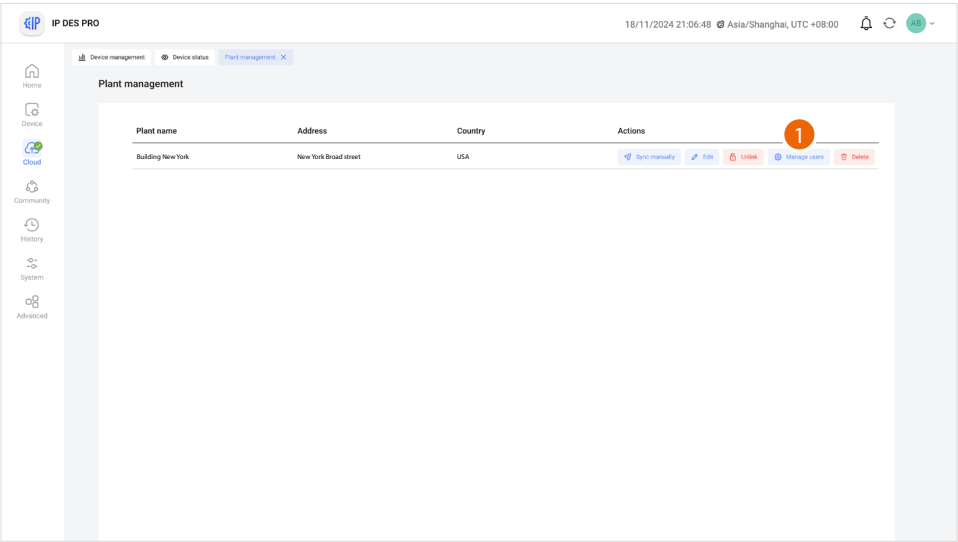 IP IP DES PRO 18/11/2024 21:06:48 Asia/Shanghai, UTC +08:00 AB
Device management Device status Plant management
Home
Plant management
Device
Plant name Address Country Actions 1
Building New York New York Broad street USA Sync manually Edit Unlink Manage users Delete
Cloud
Community
History
System
Advanced